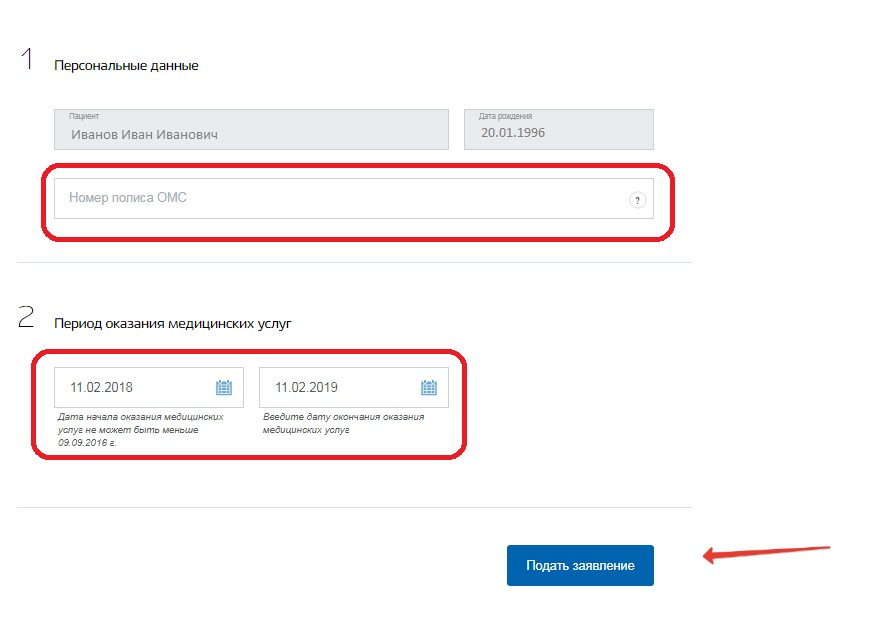 1 Персональные данные
Пациент
Иванов Иван Иванович
Дата рождения
20.01.1996
Номер полиса ОМС ?
2 Период оказания медицинских услуг
11.02.2018
Дата начала оказания медицинских
услуг не может быть меньше
09.09.2016 г.
11.02.2019
Введите дату окончания оказания
медицинских услуг
Подать заявление